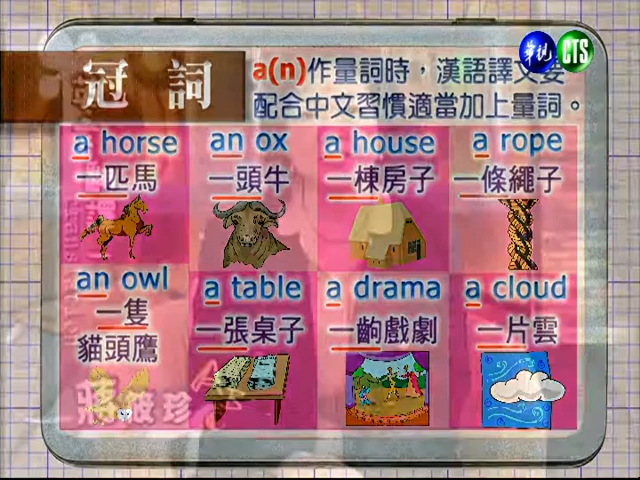 華視 CTS
冠詞
a(n)作量詞時，漢語譯文要
配合中文習慣適當加上量詞。
a horse
一匹馬
an ox
一頭牛
a house
一棟房子
a rope
一條繩子
an owl
一隻
貓頭鷹
a table
一張桌子
a drama
一齣戲劇
a cloud
一片雲